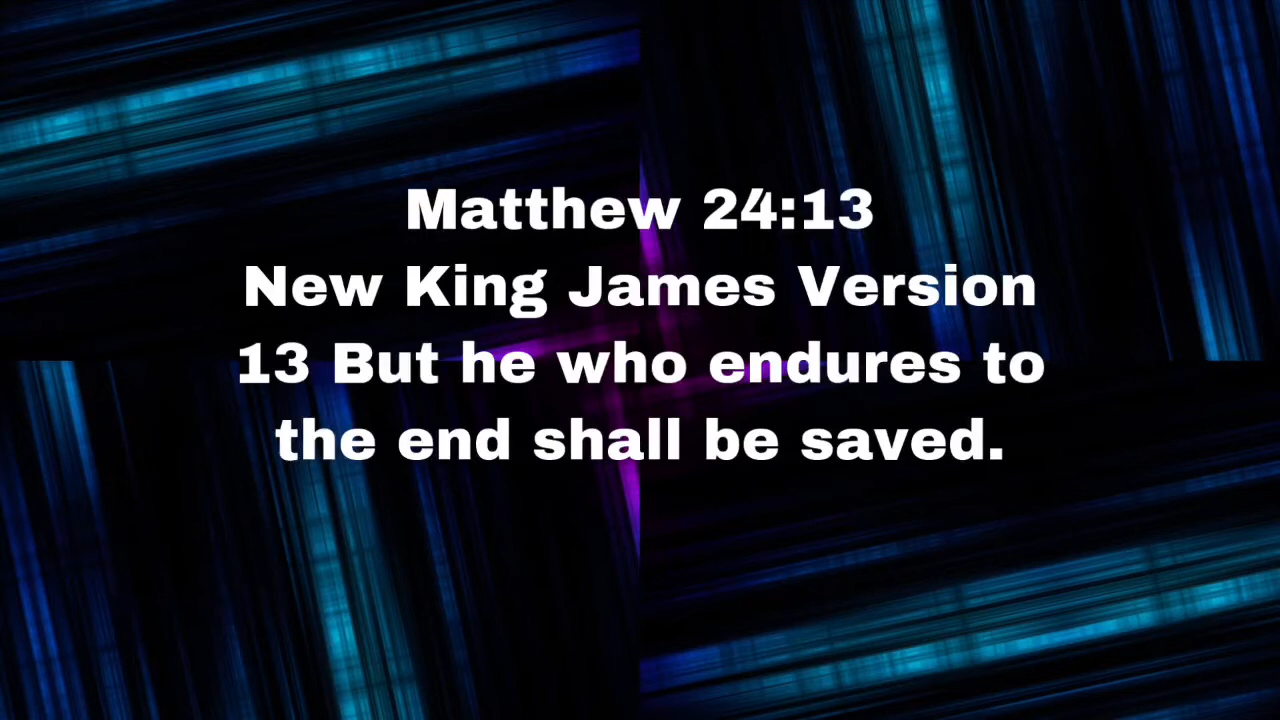 Matthew 24:13
New King James Version
13 But he who endures to
the end shall be saved.